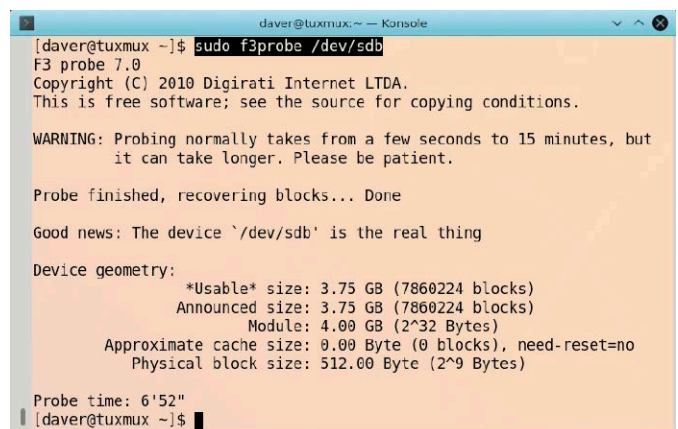 daver@tuxmux:~ — Konsole
[daver@tuxmux ~]$ sudo f3probe /dev/sdb
F3 probe 7.0
Copyright (C) 2010 Digirati Internet LTDA.
This is free software; see the source for copying conditions.
WARNING: Probing normally takes from a few seconds to 15 minutes, but
it can take longer. Please be patient.
Probe finished, recovering blocks... Done
Good news: The device `/dev/sdb' is the real thing
Device geometry:
*Usable* size: 3.75 GB (7860224 blocks)
Announced size: 3.75 GB (7860224 blocks)
Module: 4.00 GB (2^32 Bytes)
Approximate cache size: 0.00 Byte (0 blocks), need-reset=no
Physical block size: 512.00 Byte (2^9 Bytes)
Probe time: 6'52"
[daver@tuxmux ~]$